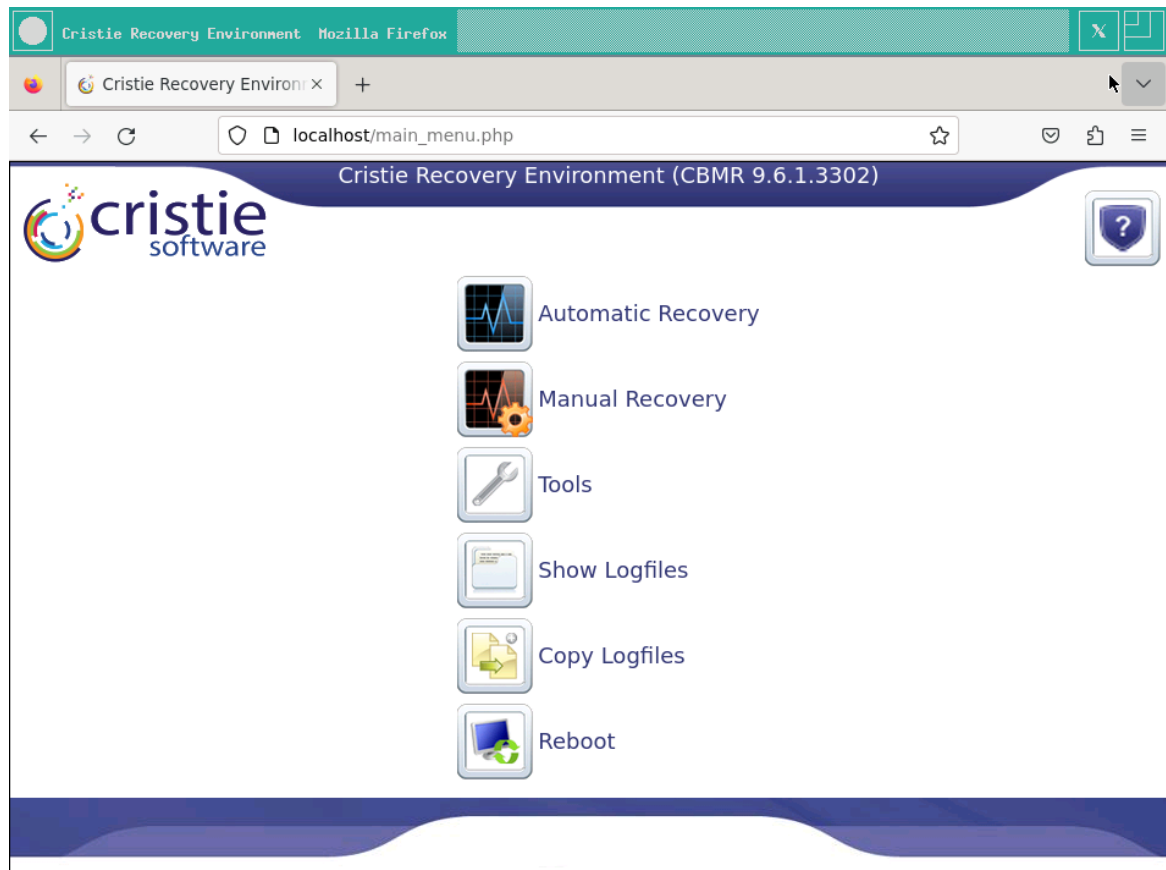 Cristie Recovery Environment Mozilla Firefox
X
Cristie Recovery Environr
localhost/main_menu.php
Cristie Recovery Environment (CBMR 9.6.1.3302)
cristie
software
?
Automatic Recovery
Manual Recovery
Tools
Show Logfiles
Copy Logfiles
Reboot